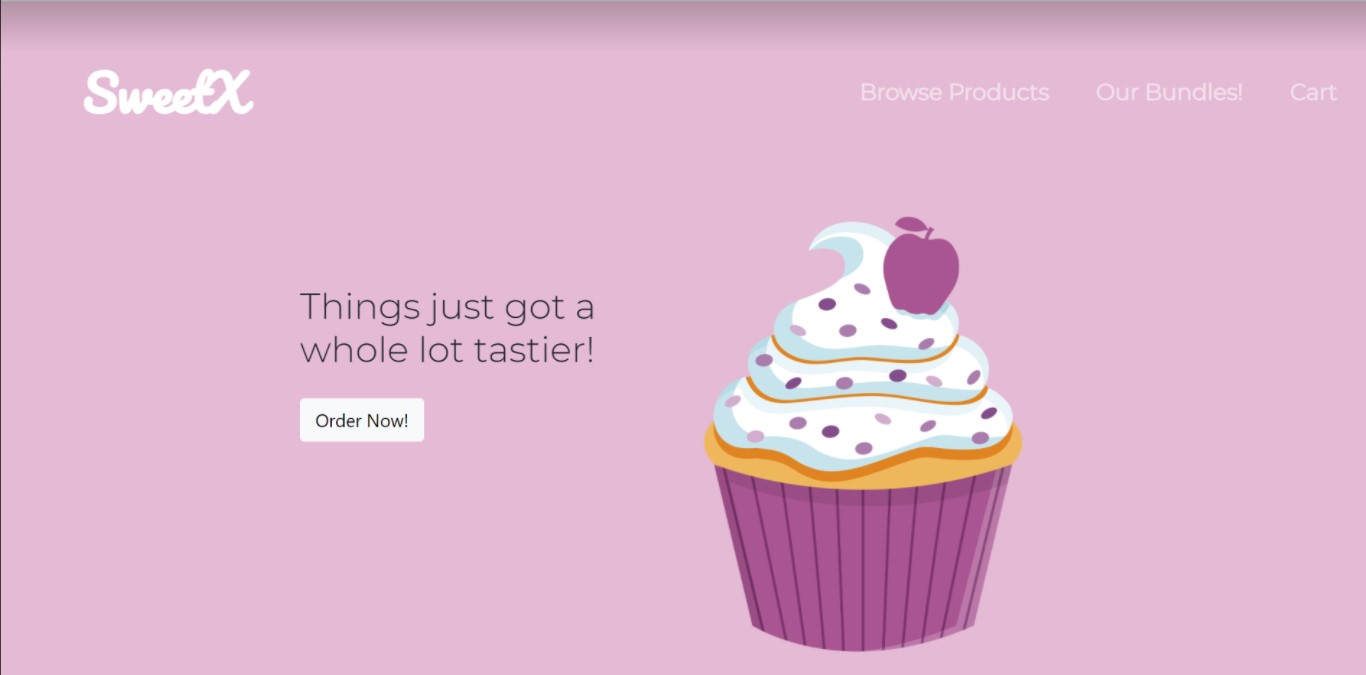 SweetX
Browse Products Our Bundles! Cart
Things just got a
whole lot tastier!
Order Now!